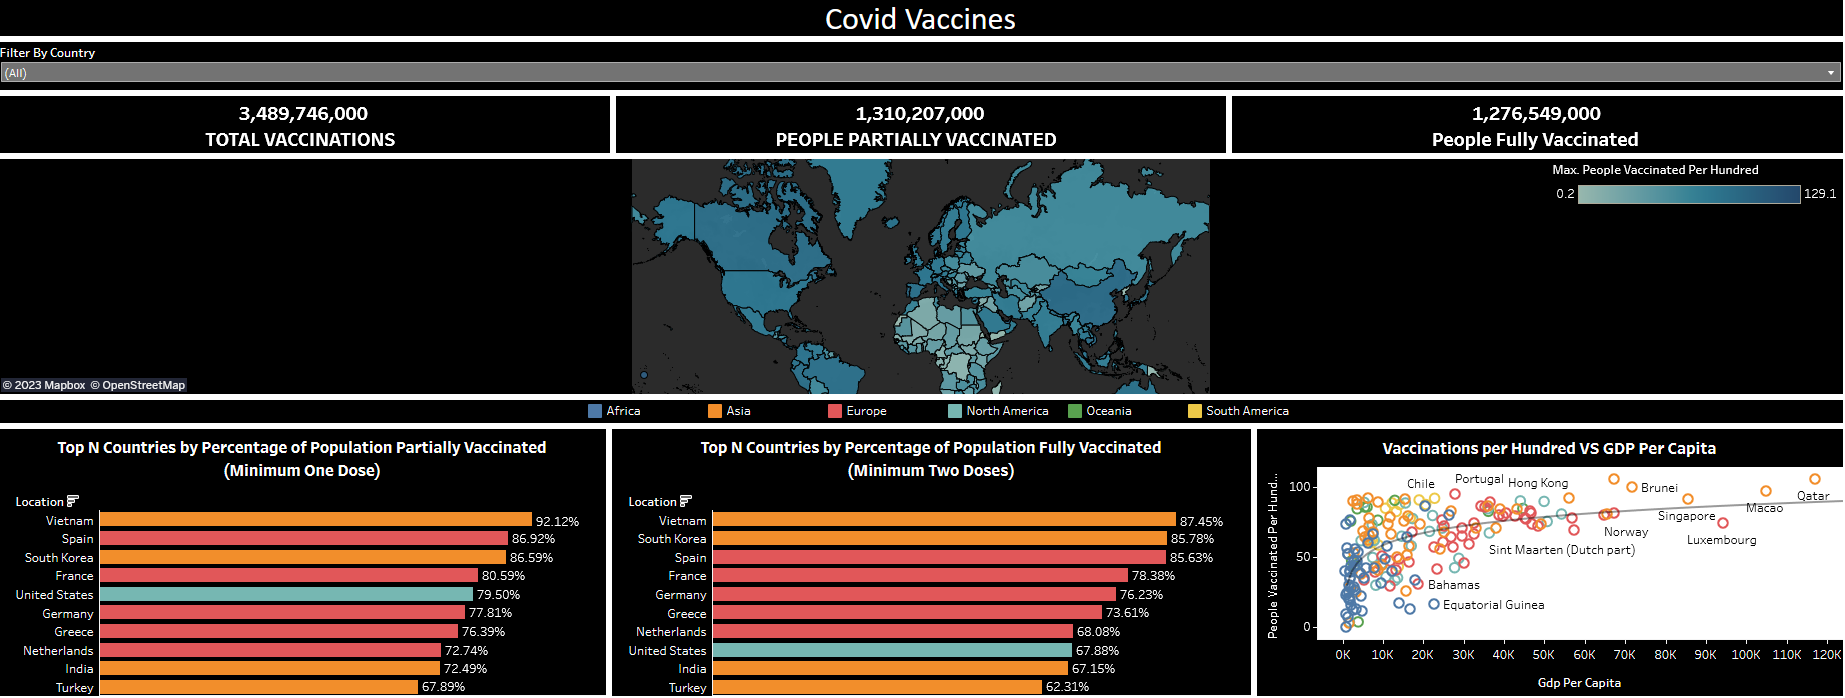 Covid Vaccines
Filter By Country
(All)
3,489,746,000
TOTAL VACCINATIONS
1,310,207,000
PEOPLE PARTIALLY VACCINATED
1,276,549,000
People Fully Vaccinated
Max. People Vaccinated Per Hundred
0.2
129.1
© 2023 Mapbox © OpenStreetMap
Africa
Asia
Europe
North America
Oceania
South America
Top N Countries by Percentage of Population Partially Vaccinated
(Minimum One Dose)
Location
Vietnam 92.12%
Spain 86.92%
South Korea 86.59%
France 80.59%
United States 79.50%
Germany 77.81%
Greece 76.39%
Netherlands 72.74%
India 72.49%
Turkey 67.89%
Top N Countries by Percentage of Population Fully Vaccinated
(Minimum Two Doses)
Location
Vietnam 87.45%
South Korea 85.78%
Spain 85.63%
France 78.38%
Germany 76.23%
Greece 73.61%
Netherlands 68.08%
United States 67.88%
India 67.15%
Turkey 62.31%
Vaccinations per Hundred VS GDP Per Capita
People Vaccinated Per Hund...
100
50
0
Chile
Portugal
Hong Kong
Brunei
Qatar
Macao
Singapore
Norway
Luxembourg
Sint Maarten (Dutch part)
Bahamas
Equatorial Guinea
0K 10K 20K 30K 40K 50K 60K 70K 80K 90K 100K 110K 120K
Gdp Per Capita